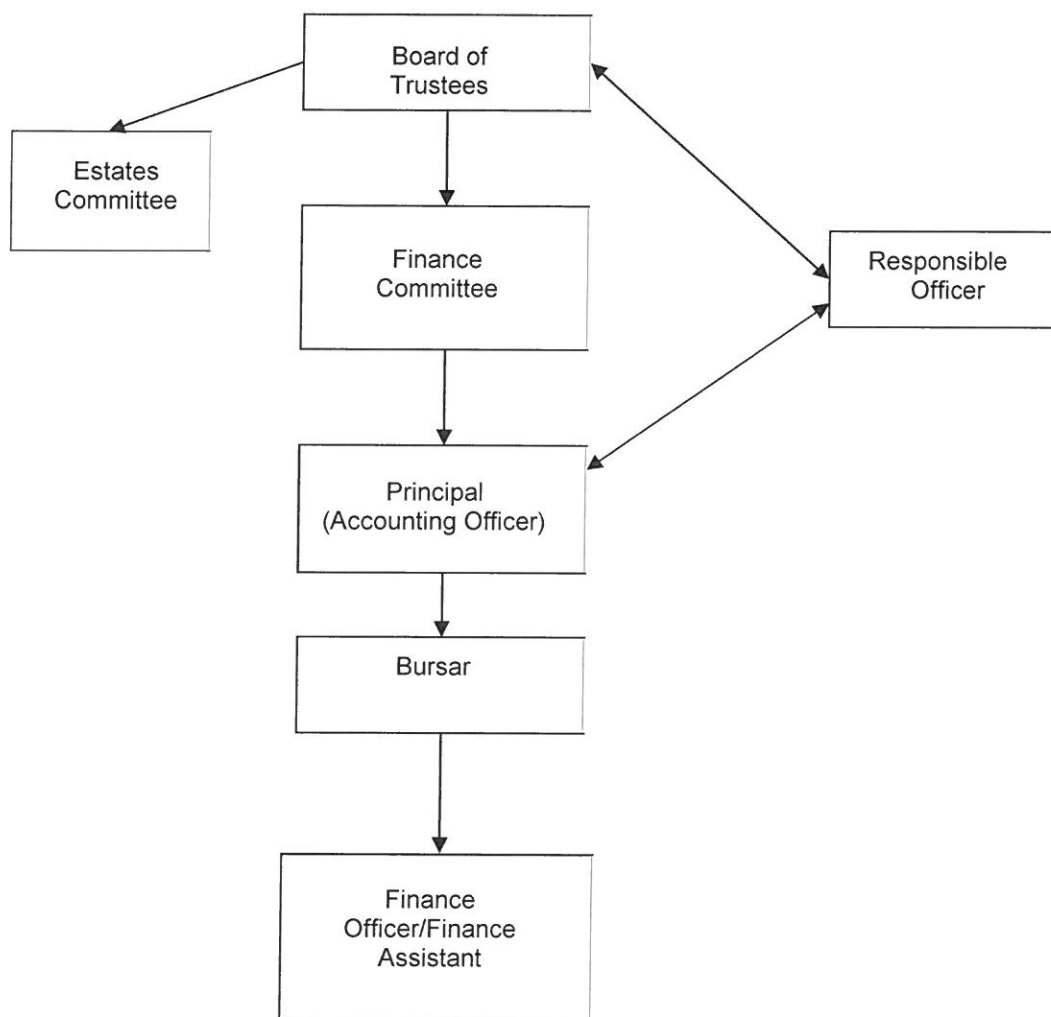 Board of
Trustees
Estates
Committee
Finance
Committee
Responsible
Officer
Principal
(Accounting Officer)
Bursar
Finance
Officer/Finance
Assistant